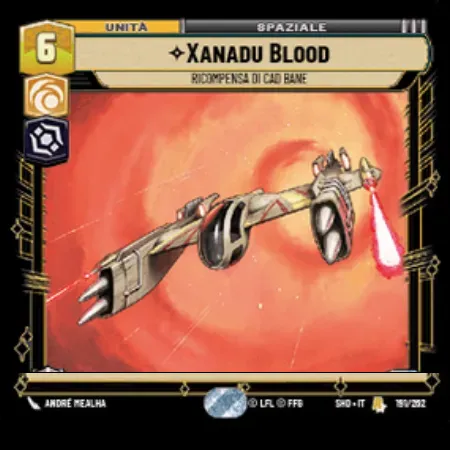 UNITÀ
SPAZIALE
6
XANADU BLOOD
RICOMPENSA DI CAD BANE
ANDRÉ MEALHA
© LFL © FFG
SHD • IT
191/262